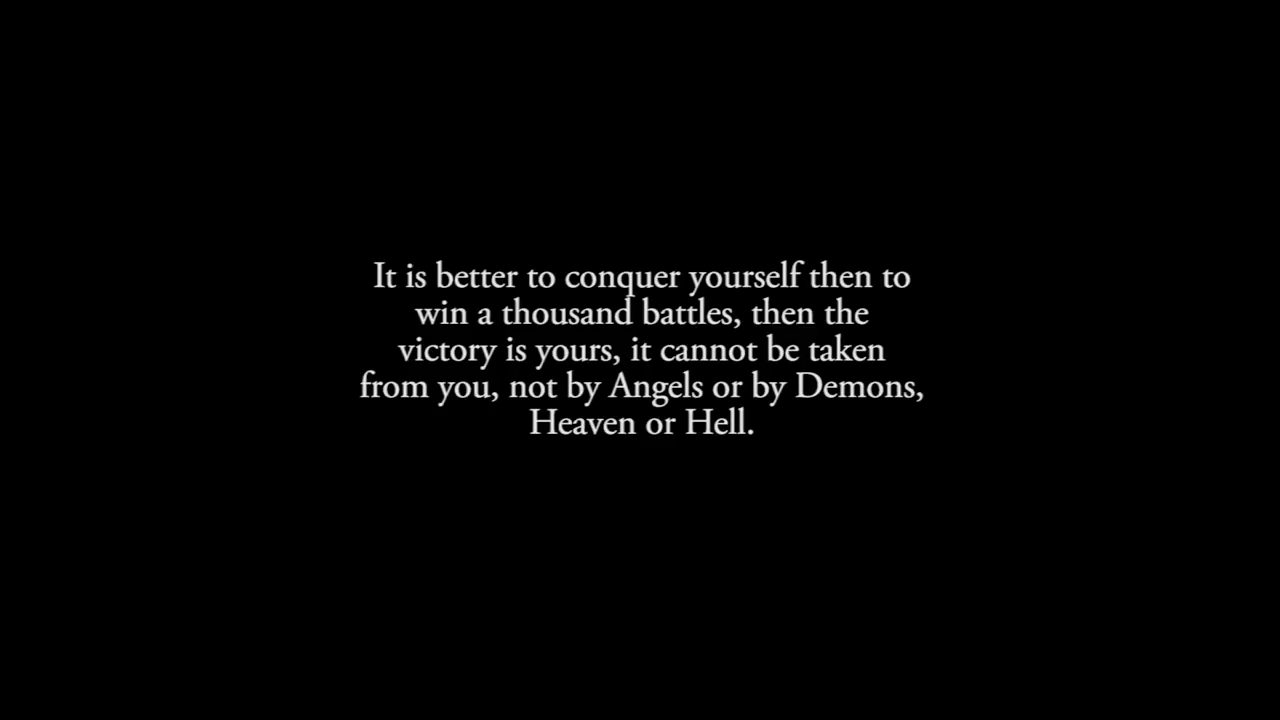 It is better to conquer yourself then to
win a thousand battles, then the
victory is yours, it cannot be taken
from you, not by Angels or by Demons,
Heaven or Hell.